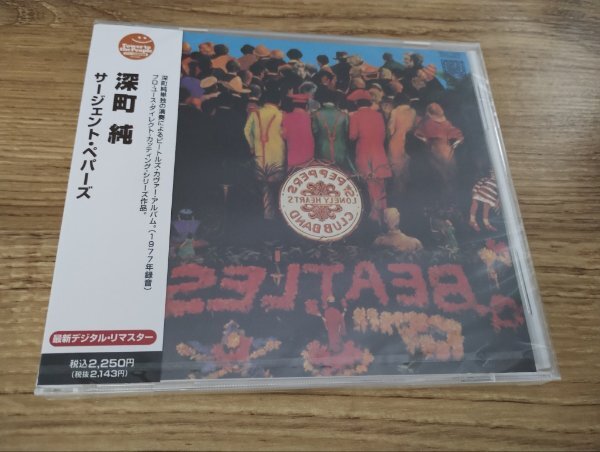 Power to
the People
深町 純
サージェント・ペパーズ
深町純単独の演奏によるビートルズ・カヴァー・アルバム。(1977年録音)
プロ・ユース・ダイレクト・カッティング・シリーズ作品。
最新デジタル・リマスター
税込2,250円
(税抜2,143円)
SGT. PEPPERS
LONELY HEARTS
CLUB BAND
BEATLES